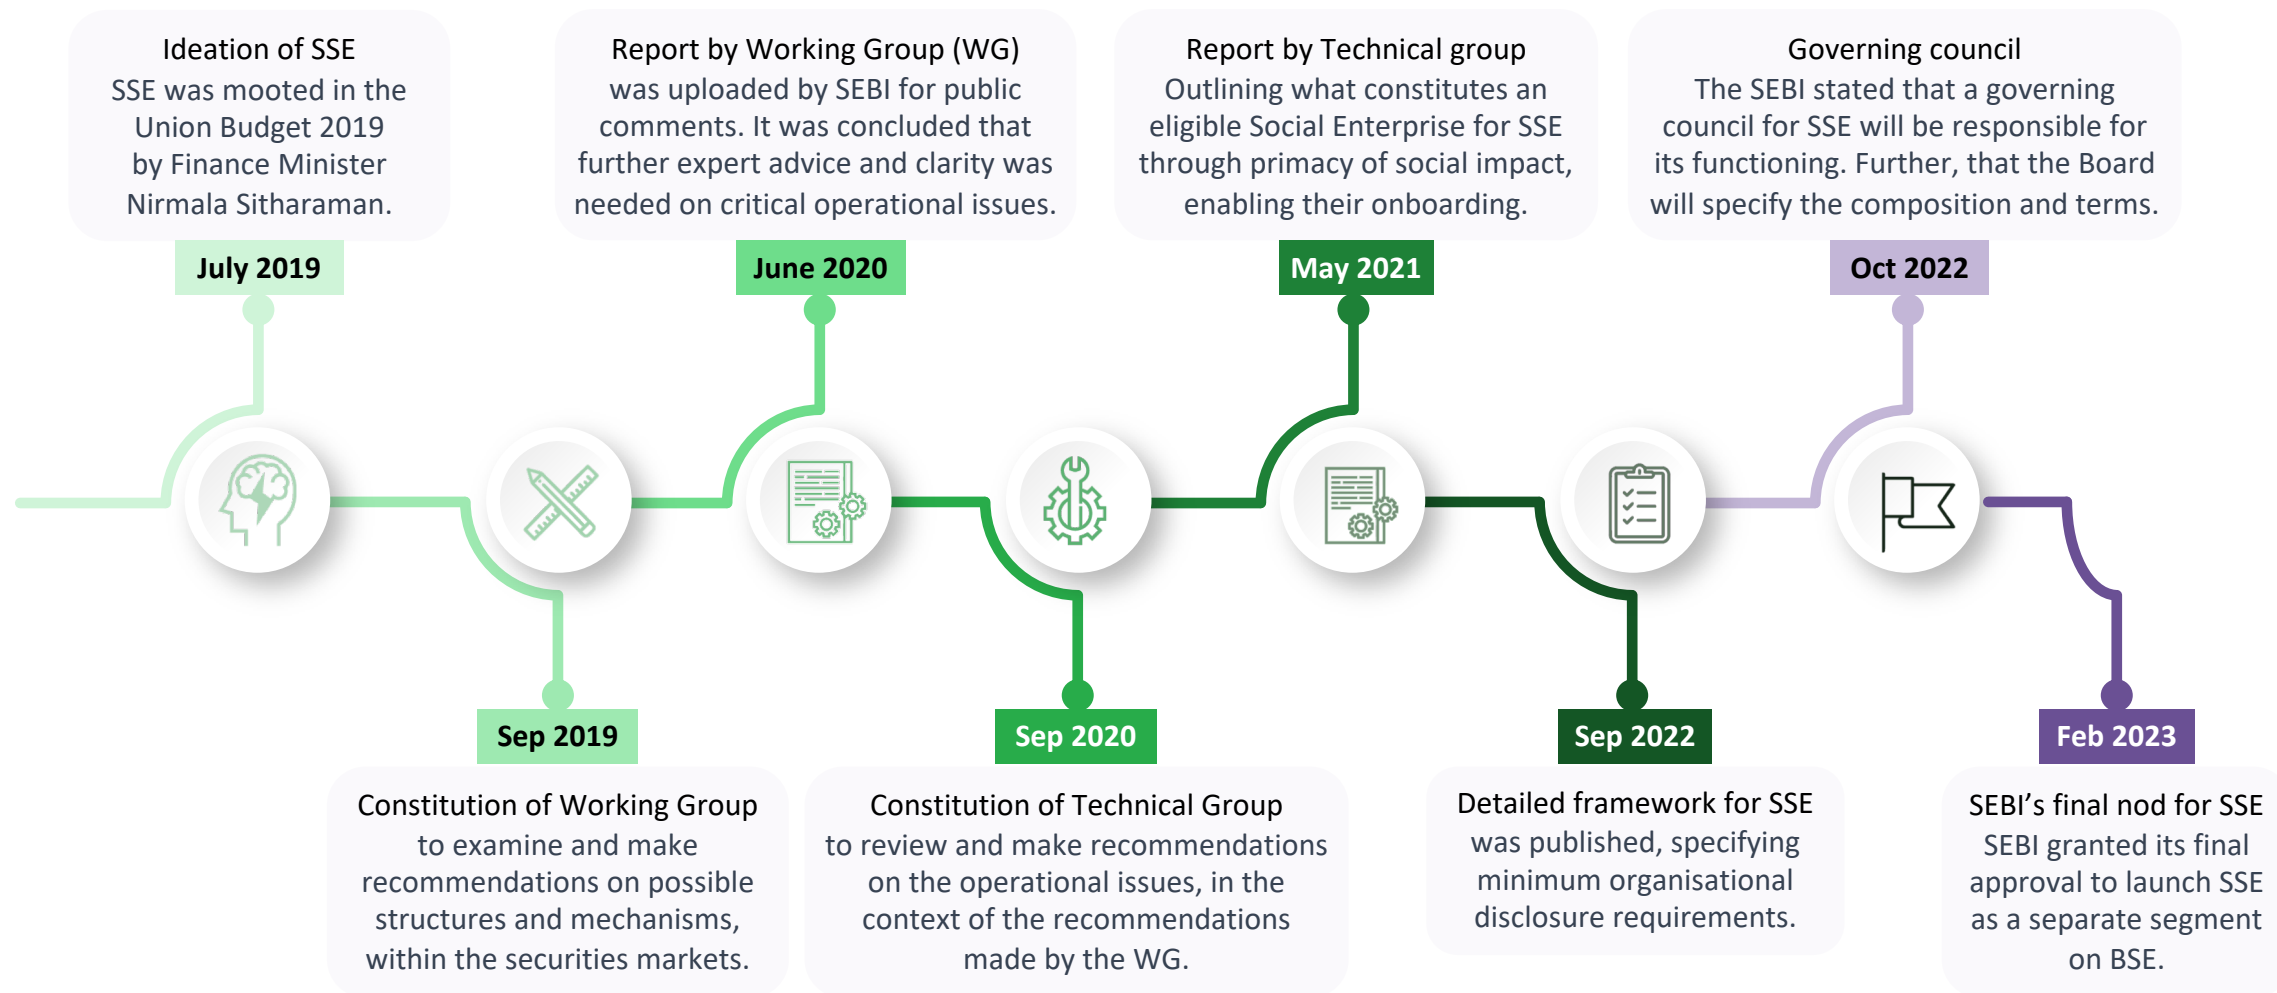 Ideation of SSE
SSE was mooted in the
Union Budget 2019
by Finance Minister
Nirmala Sitharaman.
July 2019
Report by Working Group (WG)
was uploaded by SEBI for public
comments. It was concluded that
further expert advice and clarity was
needed on critical operational issues.
June 2020
Report by Technical group
Outlining what constitutes an
eligible Social Enterprise for SSE
through primacy of social impact,
enabling their onboarding.
May 2021
Governing council
The SEBI stated that a governing
council for SSE will be responsible for
its functioning. Further, that the Board
will specify the composition and terms.
Oct 2022
Sep 2019
Constitution of Working Group
to examine and make
recommendations on possible
structures and mechanisms,
within the securities markets.
Sep 2020
Constitution of Technical Group
to review and make recommendations
on the operational issues, in the
context of the recommendations
made by the WG.
Sep 2022
Detailed framework for SSE
was published, specifying
minimum organisational
disclosure requirements.
Feb 2023
SEBI’s final nod for SSE
SEBI granted its final
approval to launch SSE
as a separate segment
on BSE.